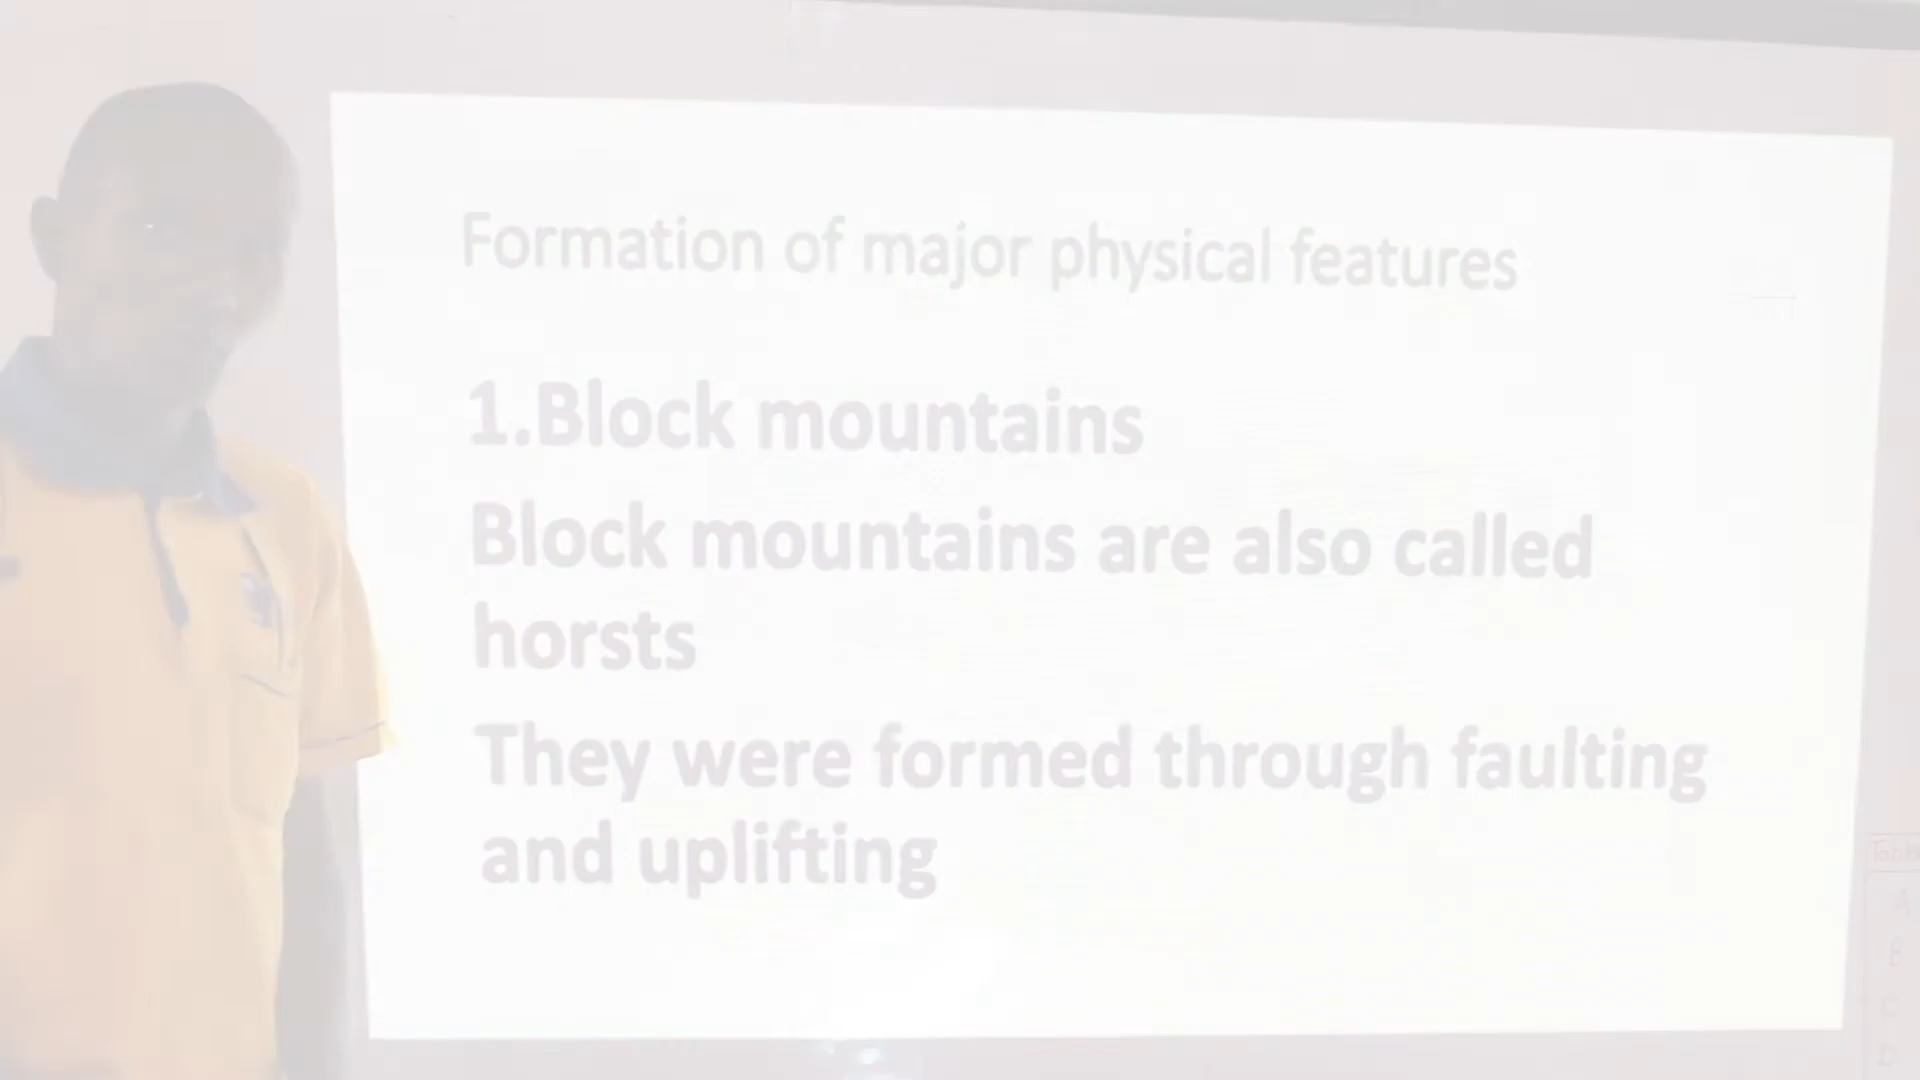 Formation of major physical features
1.Block mountains
Block mountains are also called
horsts
They were formed through faulting
and uplifting
A